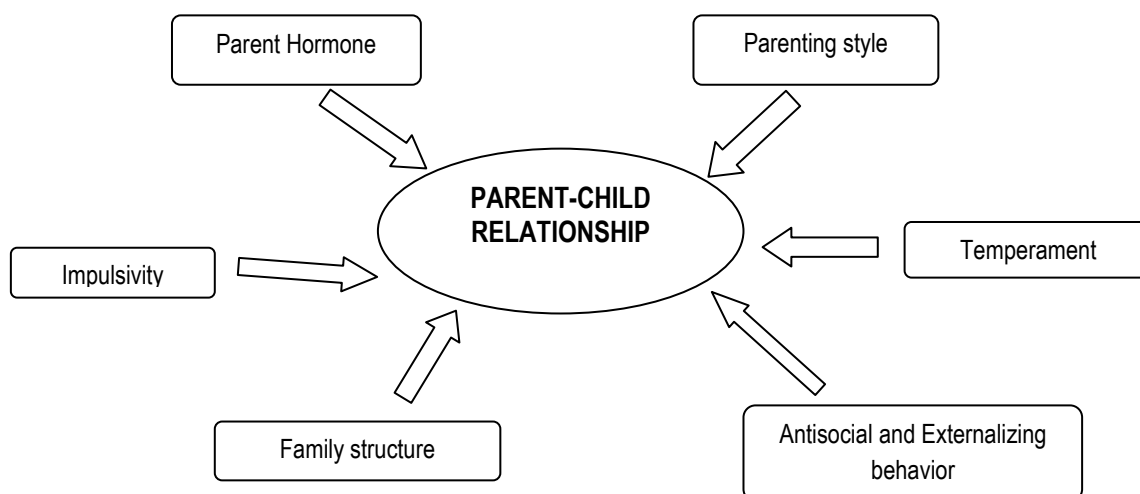 Parent Hormone
Parenting style
PARENT-CHILD
RELATIONSHIP
Impulsivity
Temperament
Family structure
Antisocial and Externalizing
behavior